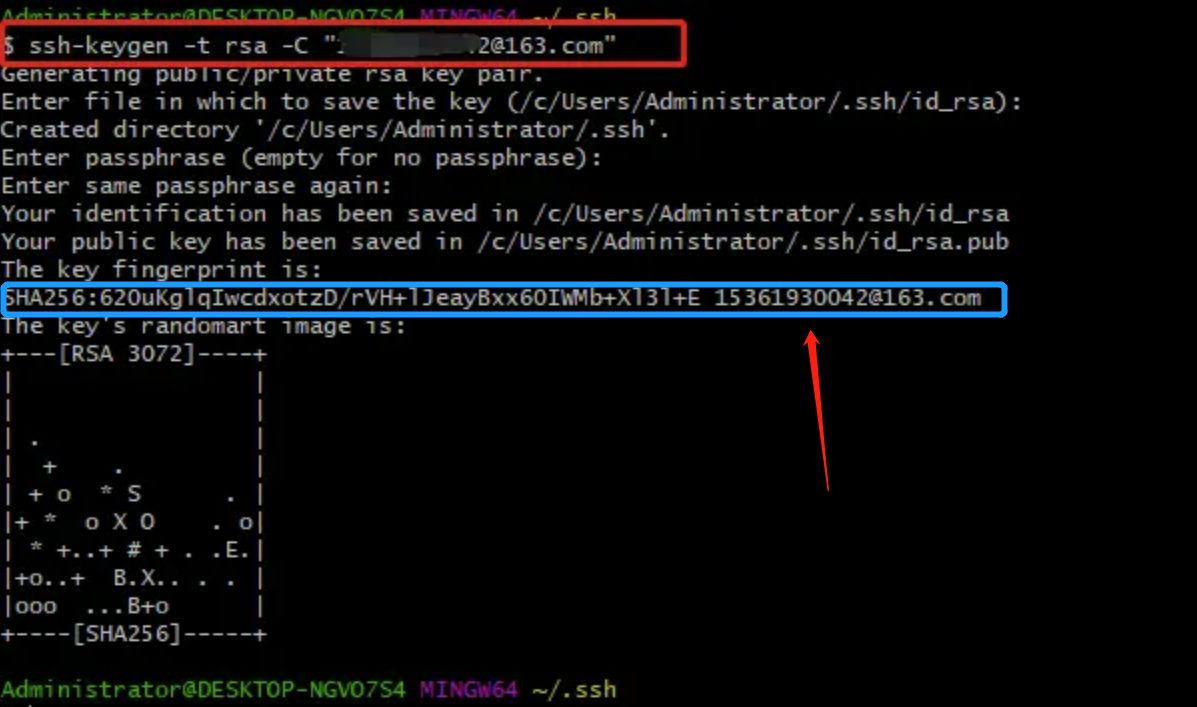 Administrator@DESKTOP-NGVO7S4 MINGW64 ~/.ssh
$ ssh-keygen -t rsa -C "2@163.com"
Generating public/private rsa key pair.
Enter file in which to save the key (/c/Users/Administrator/.ssh/id_rsa):
Created directory '/c/Users/Administrator/.ssh'.
Enter passphrase (empty for no passphrase):
Enter same passphrase again:
Your identification has been saved in /c/Users/Administrator/.ssh/id_rsa
Your public key has been saved in /c/Users/Administrator/.ssh/id_rsa.pub
The key fingerprint is:
SHA256:62OuKglqIwcdxotzD/rVH+lJeayBxx6OIWMb+Xl3l+E 15361930042@163.com
The key's randomart image is:
+---[RSA 3072]----+
|                 |
|                 |
| .               |
|  +    .         |
| + o  * S      . |
|+ *  o X O    . o|
| * +..+ # + . .E.|
|+o..+  B.X.. . . |
|ooo  ...B+o      |
+----[SHA256]-----+
Administrator@DESKTOP-NGVO7S4 MINGW64 ~/.ssh